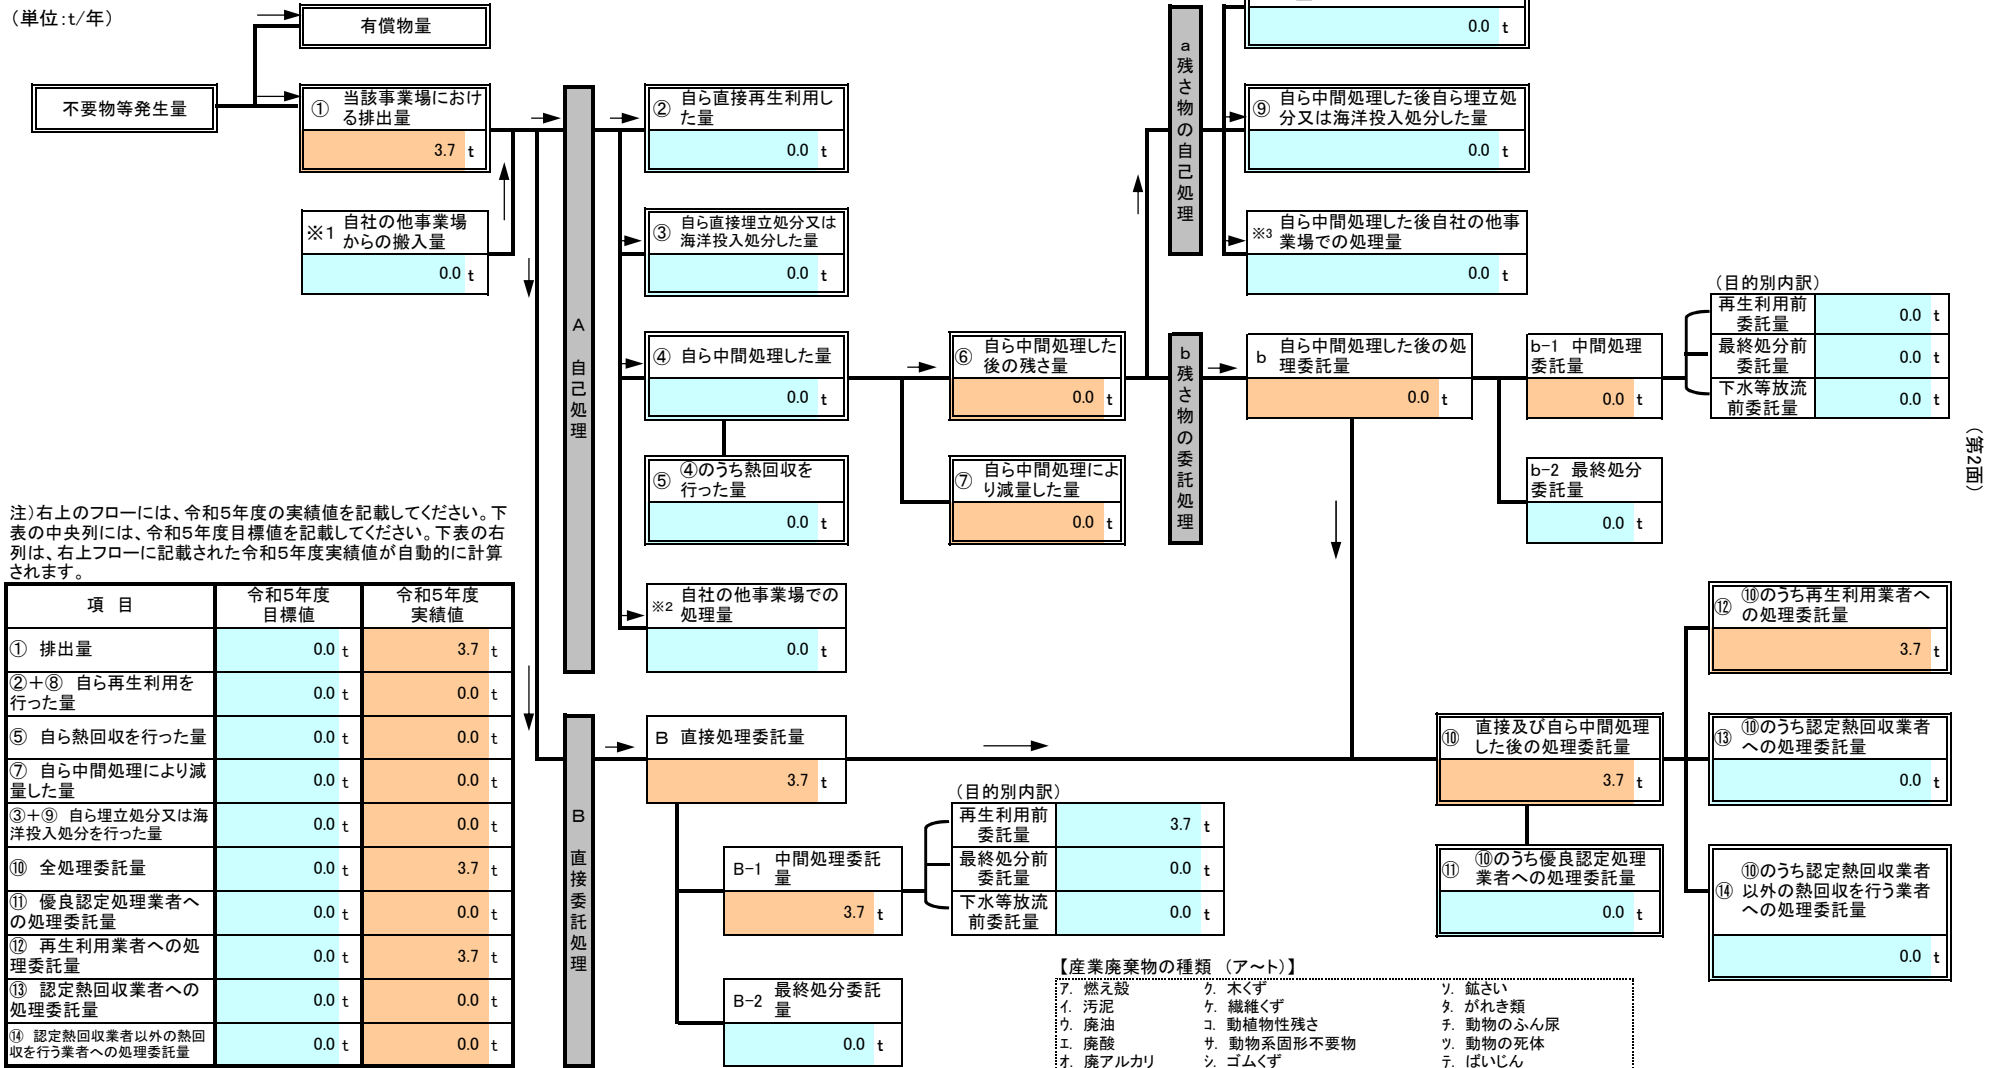 (単位:t/年)
有償物量
不要物等発生量
① 当該事業場におけ
る排出量
3.7 t
※1 自社の他事業場
からの搬入量
0.0 t
A 自己処理
② 自ら直接再生利用し
た量
0.0 t
③ 自ら直接埋立処分又は
海洋投入処分した量
0.0 t
④ 自ら中間処理した量
0.0 t
⑤ ④のうち熱回収を
行った量
0.0 t
※2 自社の他事業場での
処理量
0.0 t
⑥ 自ら中間処理した
後の残さ量
0.0 t
⑦ 自ら中間処理によ
り減量した量
0.0 t
a残さ物の自己処理
0.0 t
⑨ 自ら中間処理した後自ら埋立処
分又は海洋投入処分した量
0.0 t
※3 自ら中間処理した後自社の他事
業場での処理量
0.0 t
b残さ物の委託処理
b 自ら中間処理した後の処
理委託量
0.0 t
b-1 中間処理
委託量
0.0 t
b-2 最終処分
委託量
0.0 t
(目的別内訳)
再生利用前
委託量 0.0 t
最終処分前
委託量 0.0 t
下水等放流
前委託量 0.0 t
(第2面)
注)右上のフローには、令和5年度の実績値を記載してください。下
表の中央列には、令和5年度目標値を記載してください。下表の右
列は、右上フローに記載された令和5年度実績値が自動的に計算
されます。
項 目 令和5年度
目標値 令和5年度
実績値
① 排出量 0.0 t 3.7 t
②+⑧ 自ら再生利用を
行った量 0.0 t 0.0 t
⑤ 自ら熱回収を行った量 0.0 t 0.0 t
⑦ 自ら中間処理により減
量した量 0.0 t 0.0 t
③+⑨ 自ら埋立処分又は海
洋投入処分を行った量 0.0 t 0.0 t
⑩ 全処理委託量 0.0 t 3.7 t
⑪ 優良認定処理業者へ
の処理委託量 0.0 t 0.0 t
⑫ 再生利用業者への処
理委託量 0.0 t 3.7 t
⑬ 認定熱回収業者への
処理委託量 0.0 t 0.0 t
⑭ 認定熱回収業者以外の熱回
収を行う業者への処理委託量 0.0 t 0.0 t
B 直接委託処理
B 直接処理委託量
3.7 t
B-1 中間処理委託
量
3.7 t
B-2 最終処分委託
量
0.0 t
(目的別内訳)
再生利用前
委託量 3.7 t
最終処分前
委託量 0.0 t
下水等放流
前委託量 0.0 t
⑩ 直接及び自ら中間処理
した後の処理委託量
3.7 t
⑪ ⑩のうち優良認定処理
業者への処理委託量
0.0 t
⑫ ⑩のうち再生利用業者へ
の処理委託量
3.7 t
⑬ ⑩のうち認定熱回収業者
への処理委託量
0.0 t
⑭ ⑩のうち認定熱回収業者
以外の熱回収を行う業者
への処理委託量
0.0 t
【産業廃棄物の種類 (ア~ト)】
ア. 燃え殻 ク. 木くず ソ. 鉱さい
イ. 汚泥 ケ. 繊維くず タ. がれき類
ウ. 廃油 コ. 動植物性残さ チ. 動物のふん尿
エ. 廃酸 サ. 動物系固形不要物 ツ. 動物の死体
オ. 廃アルカリ シ. ゴムくず テ. ばいじん